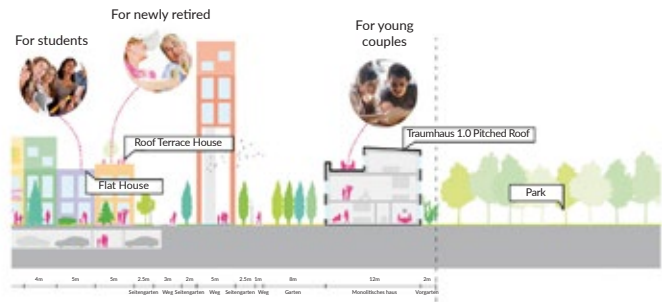 For newly retired
For students
For young
couples
Roof Terrace House
Traumhaus 1.0 Pitched Roof
Flat House
Park
4m 5m 5m 2.5m 3m 2m 5m 2.5m 1m 8m 12m 2m
Seitengarten Weg Seitengarten Weg Seitengarten Weg Garten Monolitisches haus Vorgarten